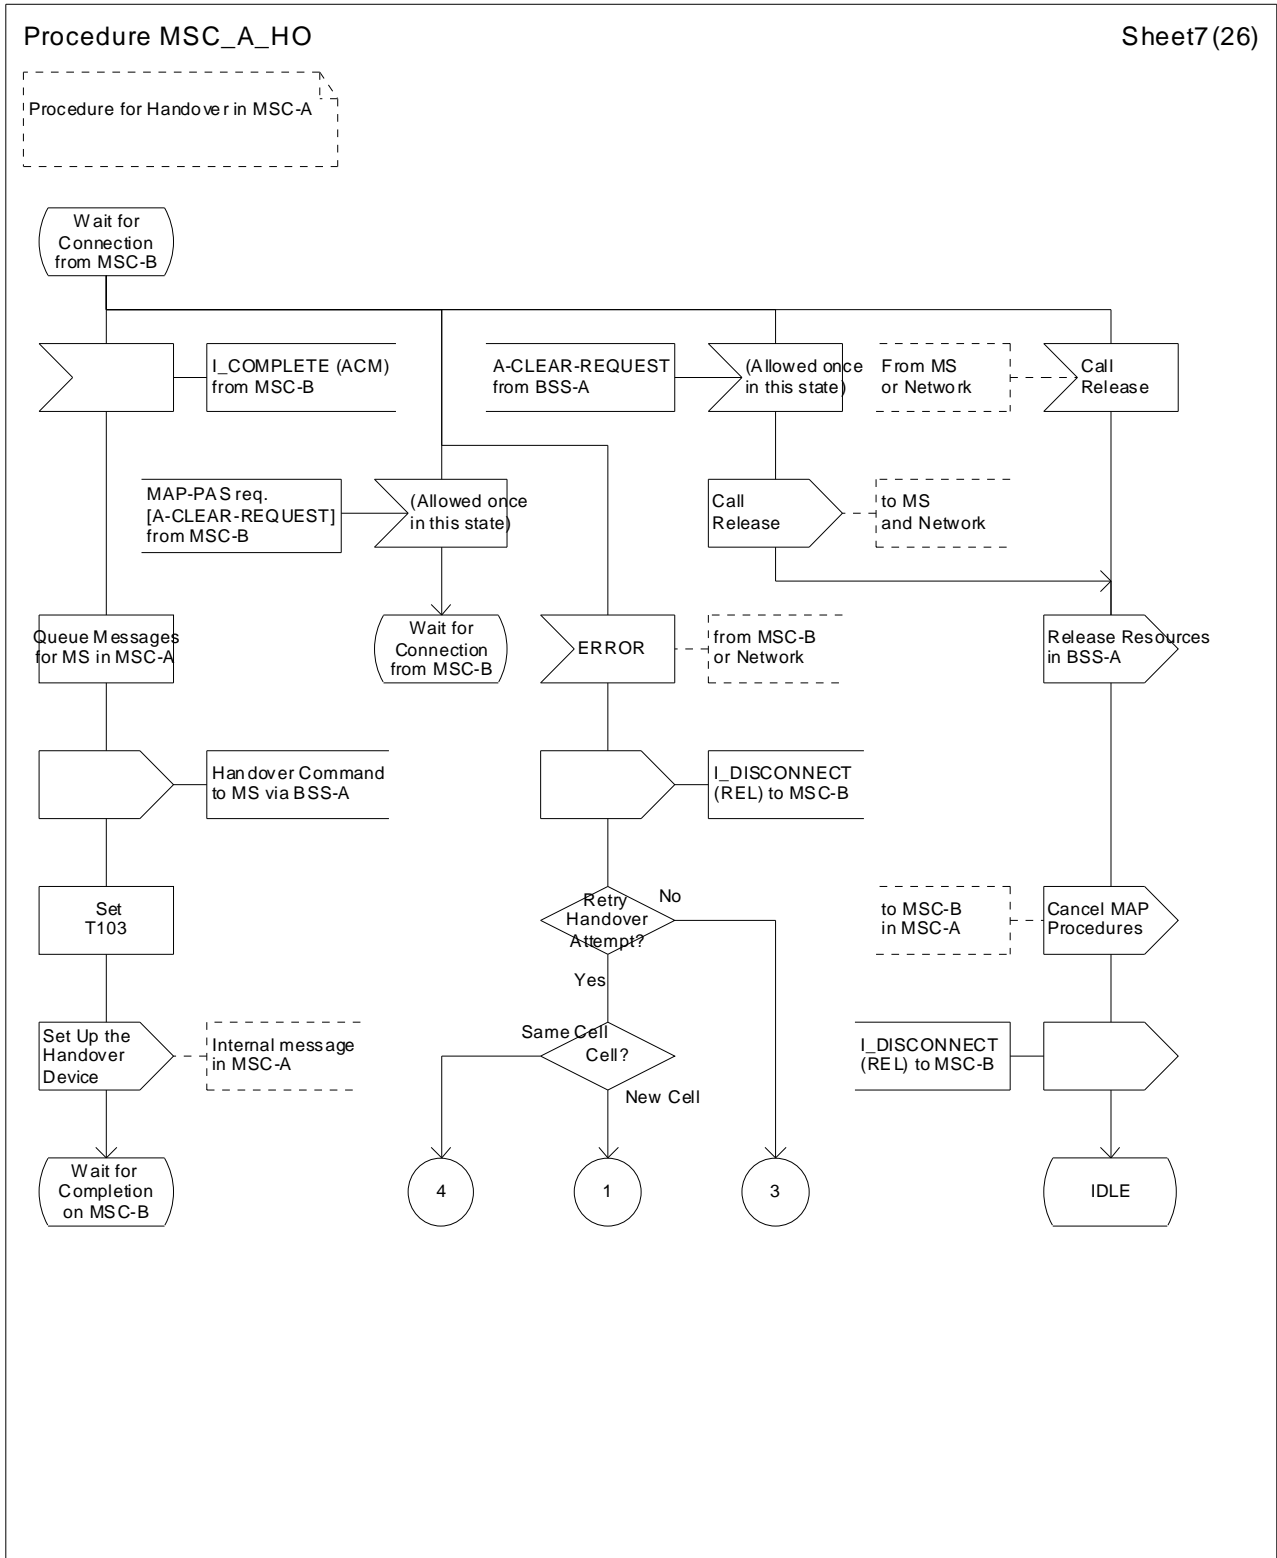 Procedure MSC_A_HO
Sheet7(26)
Procedure for Handover in MSC-A
Wait for
Connection
from MSC-B
I_COMPLETE (ACM)
from MSC-B
A-CLEAR-REQUEST
from BSS-A
(Allowed once
in this state)
From MS
or Network
Call
Release
MAP-PAS req.
[A-CLEAR-REQUEST]
from MSC-B
(Allowed once
in this state)
Call
Release
to MS
and Network
Queue Messages
for MS in MSC-A
Wait for
Connection
from MSC-B
ERROR
from MSC-B
or Network
Release Resources
in BSS-A
Handover Command
to MS via BSS-A
I_DISCONNECT
(REL) to MSC-B
Set
T103
Retry
Handover
Attempt?
No
Yes
to MSC-B
in MSC-A
Cancel MAP
Procedures
Set Up the
Handover
Device
Internal message
in MSC-A
Same Cell
Cell?
New Cell
I_DISCONNECT
(REL) to MSC-B
Wait for
Completion
on MSC-B
4
1
3
IDLE